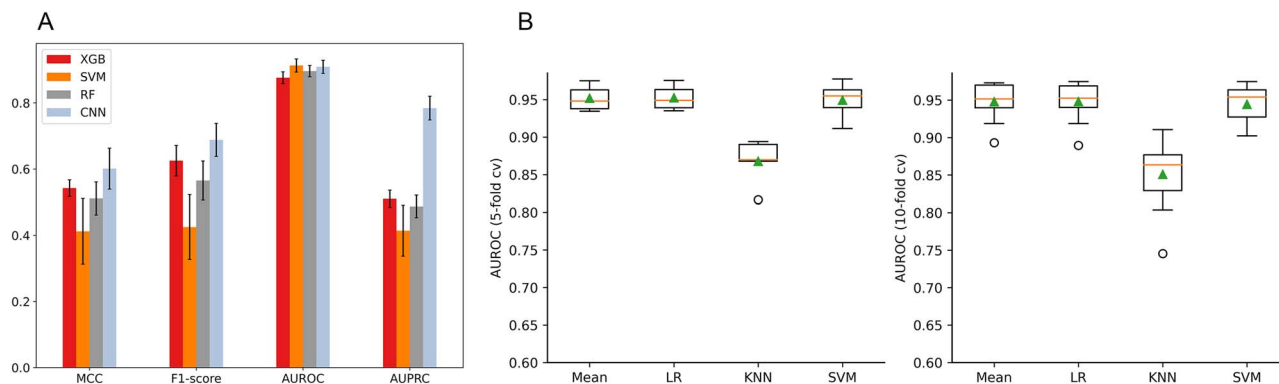 A
XGB
SVM
RF
CNN
0.8
0.6
0.4
0.2
0.0
MCC
F1-score
AUROC
AUPRC
B
AUROC (5-fold cv)
0.95
0.90
0.85
0.80
0.75
0.70
0.65
0.60
Mean
LR
KNN
SVM
AUROC (10-fold cv)
0.95
0.90
0.85
0.80
0.75
0.70
0.65
0.60
Mean
LR
KNN
SVM